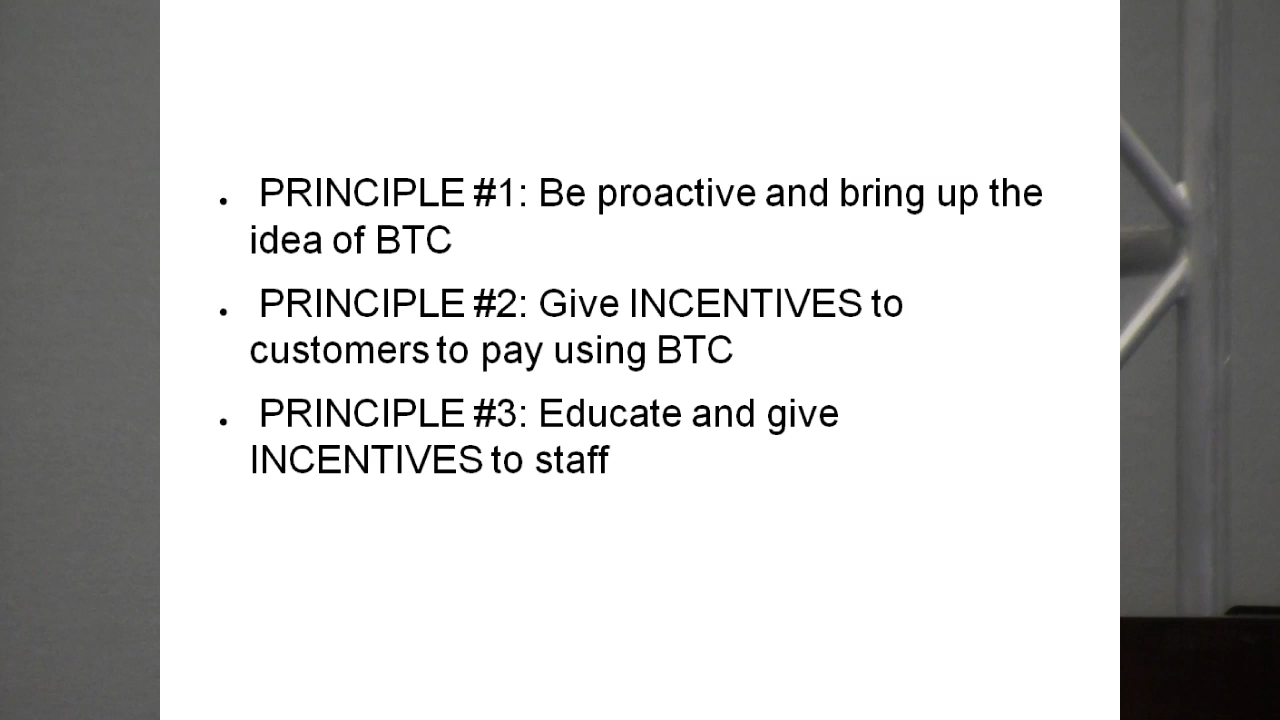 • PRINCIPLE #1: Be proactive and bring up the
idea of BTC
• PRINCIPLE #2: Give INCENTIVES to
customers to pay using BTC
• PRINCIPLE #3: Educate and give
INCENTIVES to staff